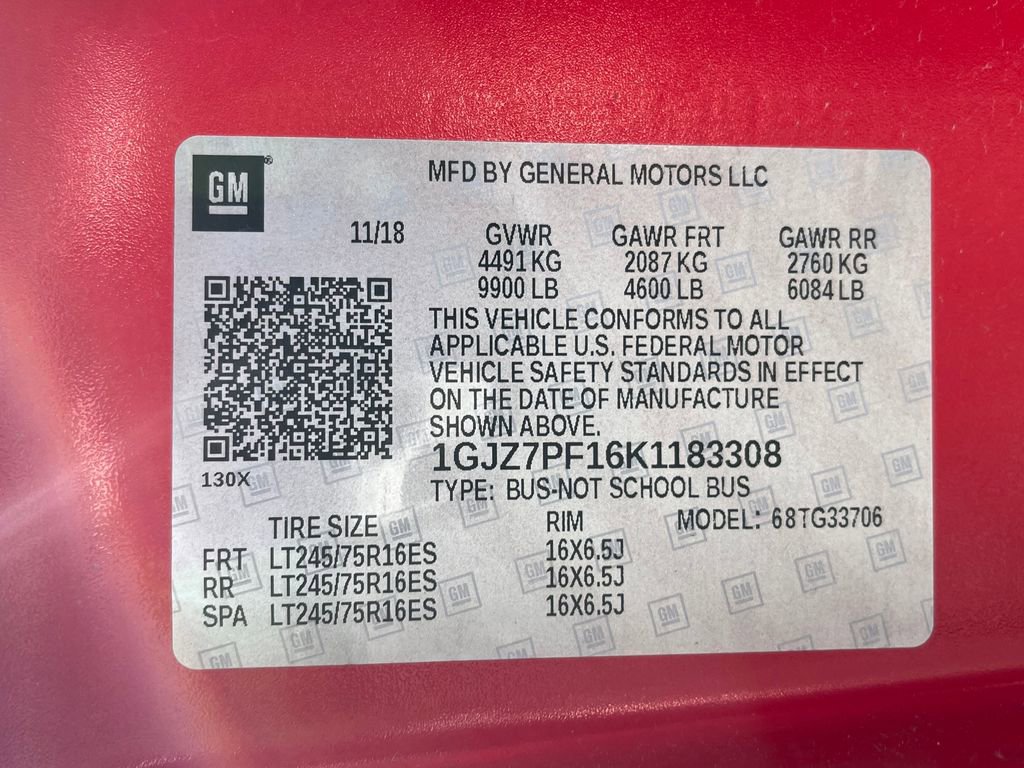 GM®
MFD BY GENERAL MOTORS LLC
11/18 GVWR GAWR FRT GAWR RR
4491 KG 2087 KG 2760 KG
9900 LB 4600 LB 6084 LB
THIS VEHICLE CONFORMS TO ALL
APPLICABLE U.S. FEDERAL MOTOR
VEHICLE SAFETY STANDARDS IN EFFECT
ON THE DATE OF MANUFACTURE
SHOWN ABOVE.
1GJZ7PF16K1183308
130X
TYPE: BUS-NOT SCHOOL BUS
TIRE SIZE RIM MODEL: 68TG33706
FRT LT245/75R16ES 16X6.5J
RR LT245/75R16ES 16X6.5J
SPA LT245/75R16ES 16X6.5J